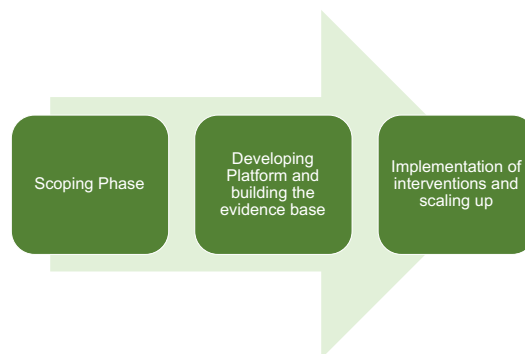 Scoping Phase
Developing
Platform and
building the
evidence base
Implementation of
interventions and
scaling up